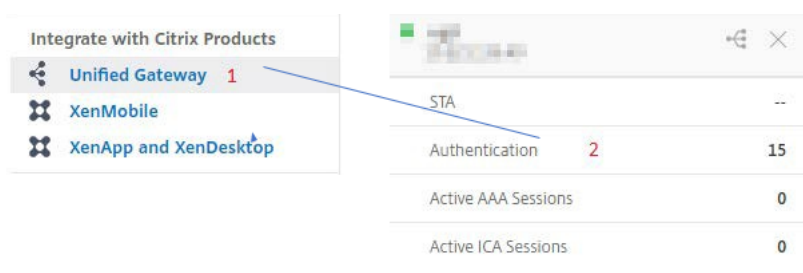 Integrate with Citrix Products
Unified Gateway 1
XenMobile
XenApp and XenDesktop
STA --
Authentication 2 15
Active AAA Sessions 0
Active ICA Sessions 0